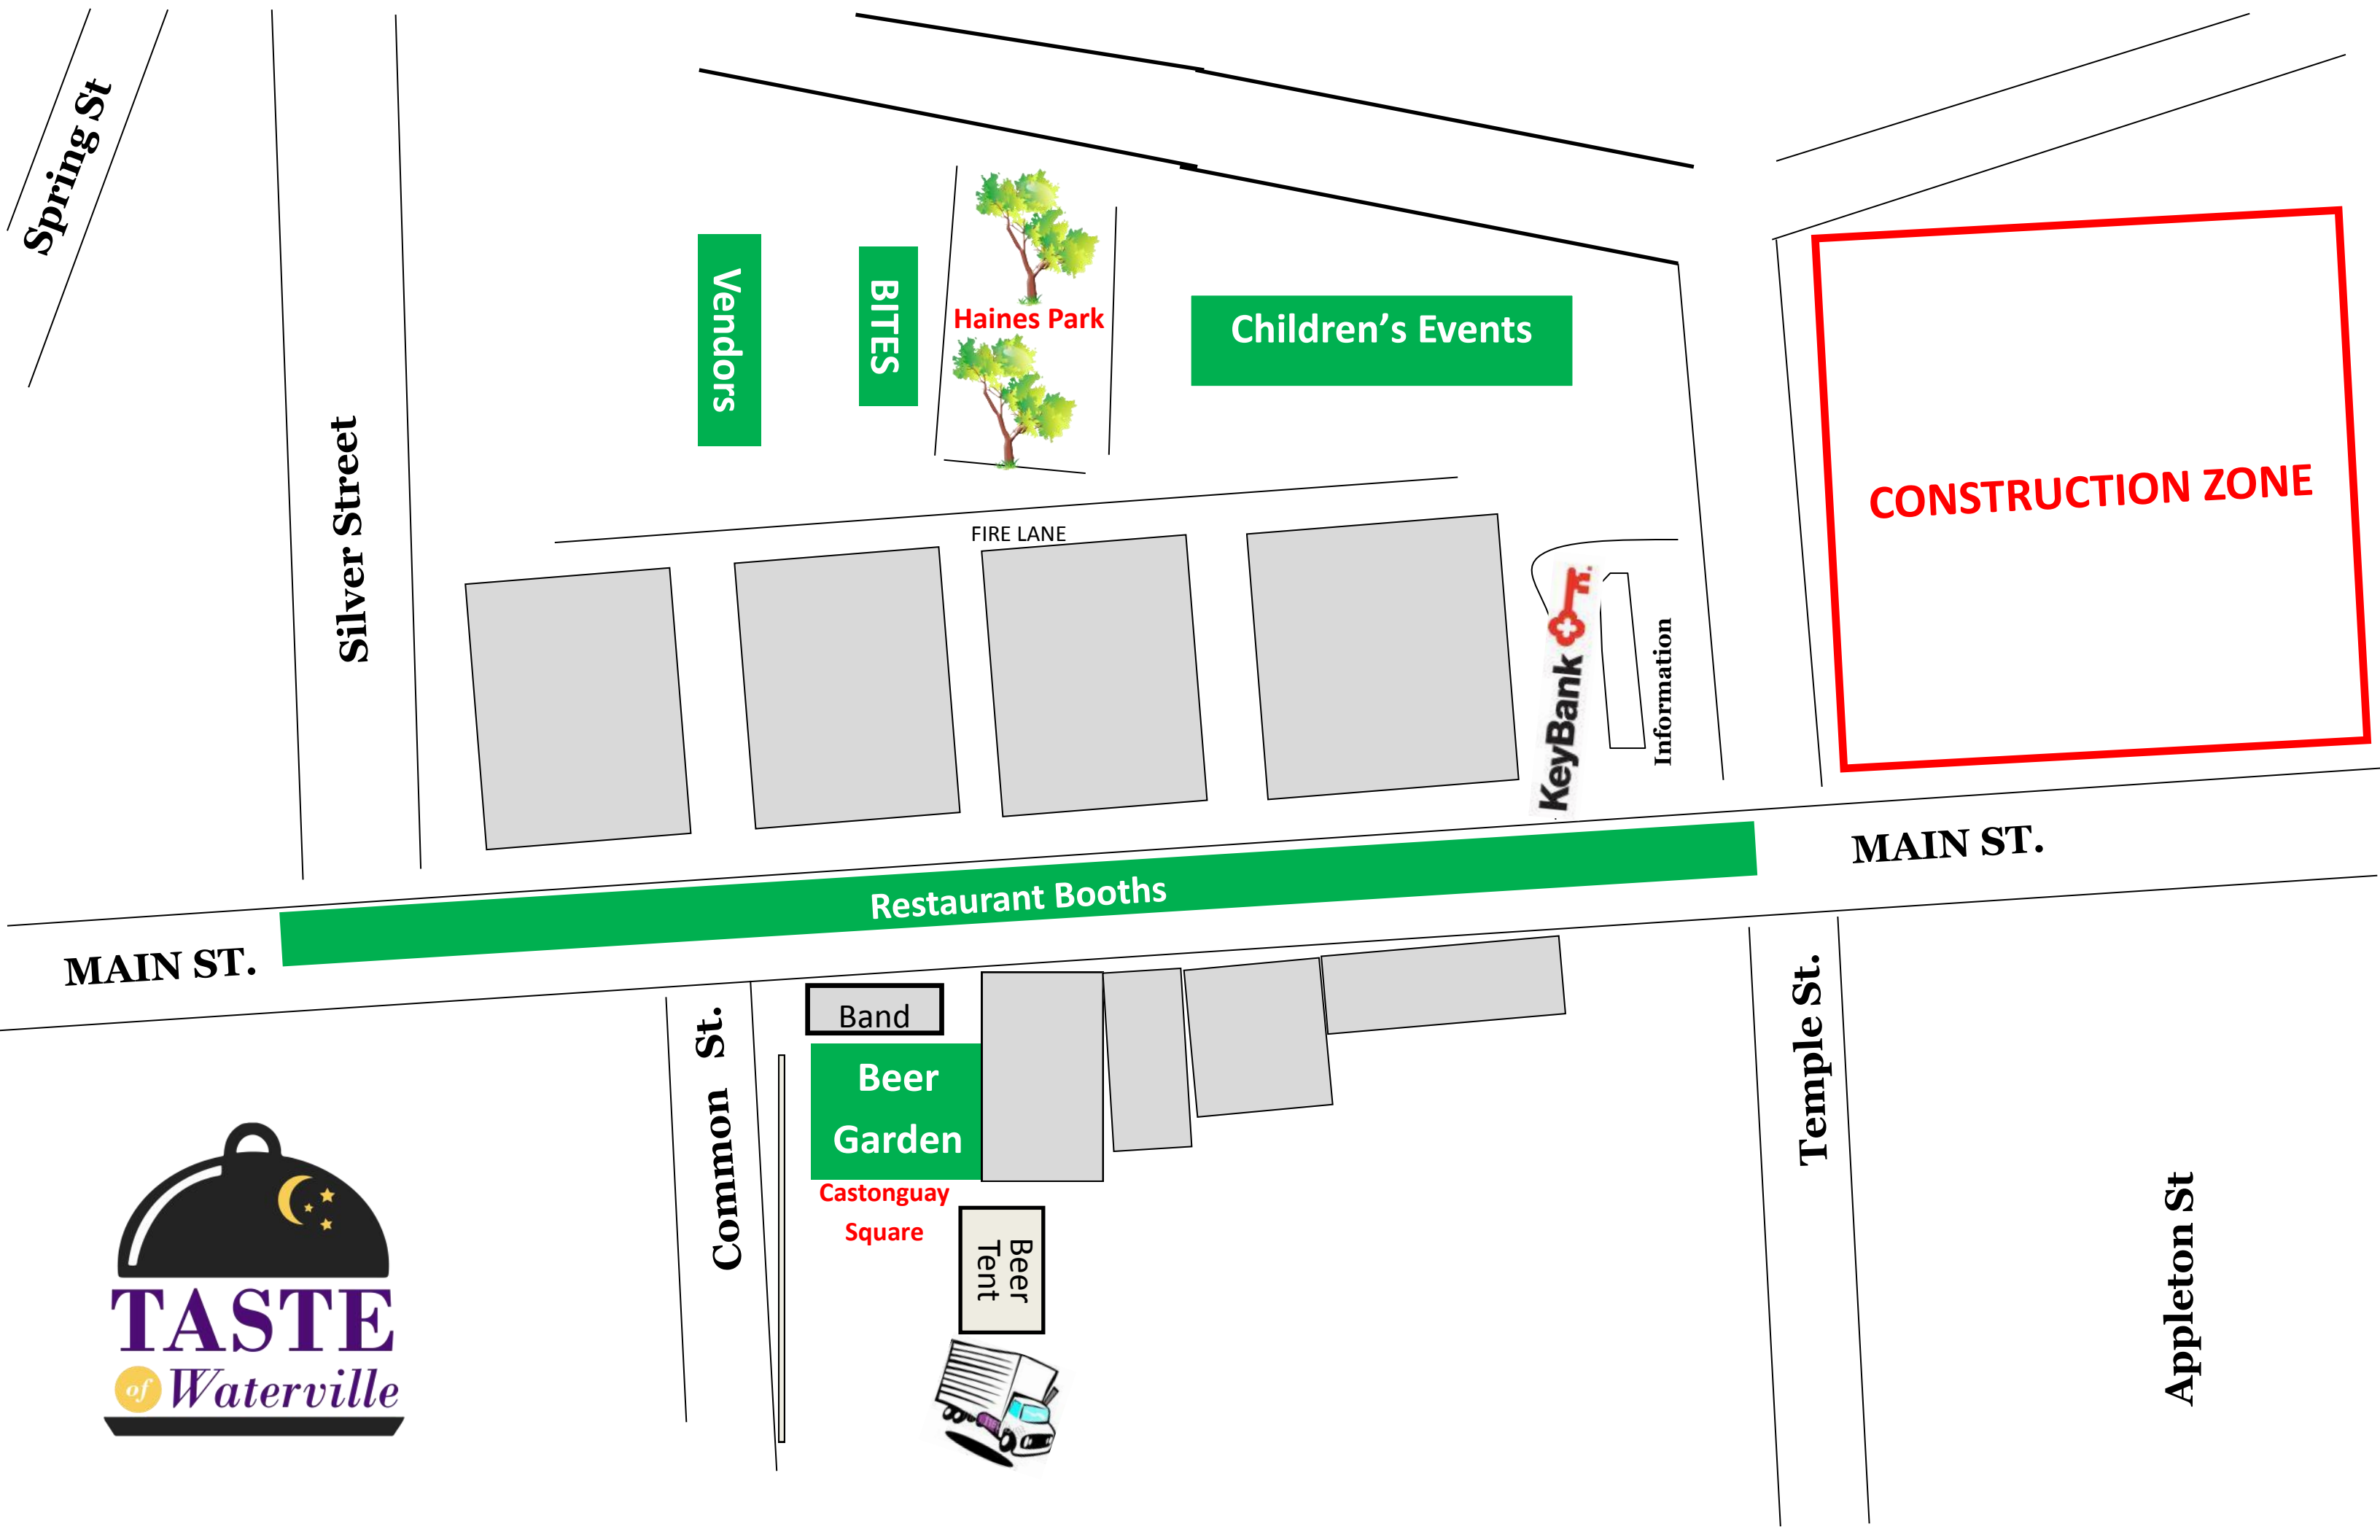 Spring St
Silver Street
Vendors
BITES
Haines Park
Children’s Events
CONSTRUCTION ZONE
FIRE LANE
KeyBank
Information
MAIN ST.
Restaurant Booths
MAIN ST.
Common St.
Band
Beer
Garden
Castonguay
Square
Beer
Tent
Temple St.
Appleton St
TASTE
of Waterville